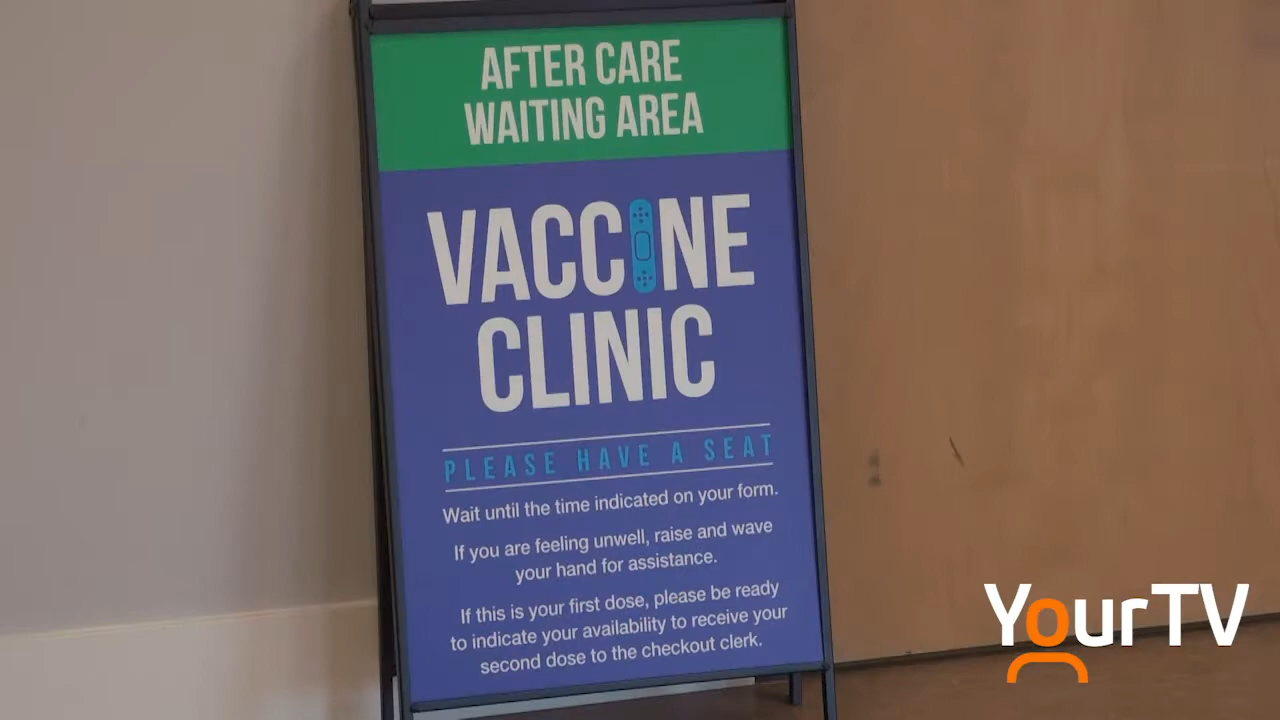 AFTER CARE
WAITING AREA
VACCINE
CLINIC
PLEASE HAVE A SEAT
Wait until the time indicated on your form.
If you are feeling unwell, raise and wave
your hand for assistance.
If this is your first dose, please be ready
to indicate your availability to receive your
second dose to the checkout clerk.
YourTV